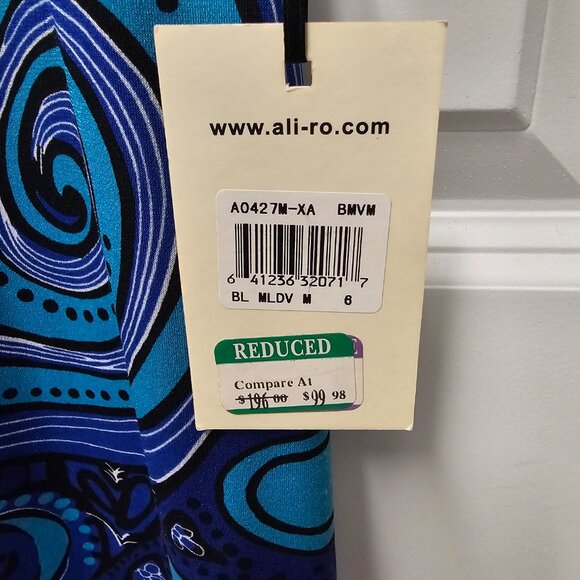 www.ali-ro.com
A0427M-XA BMVM
6 41236 32071 7
BL MLDV M 6
REDUCED
Compare At
$196 00 $99 98